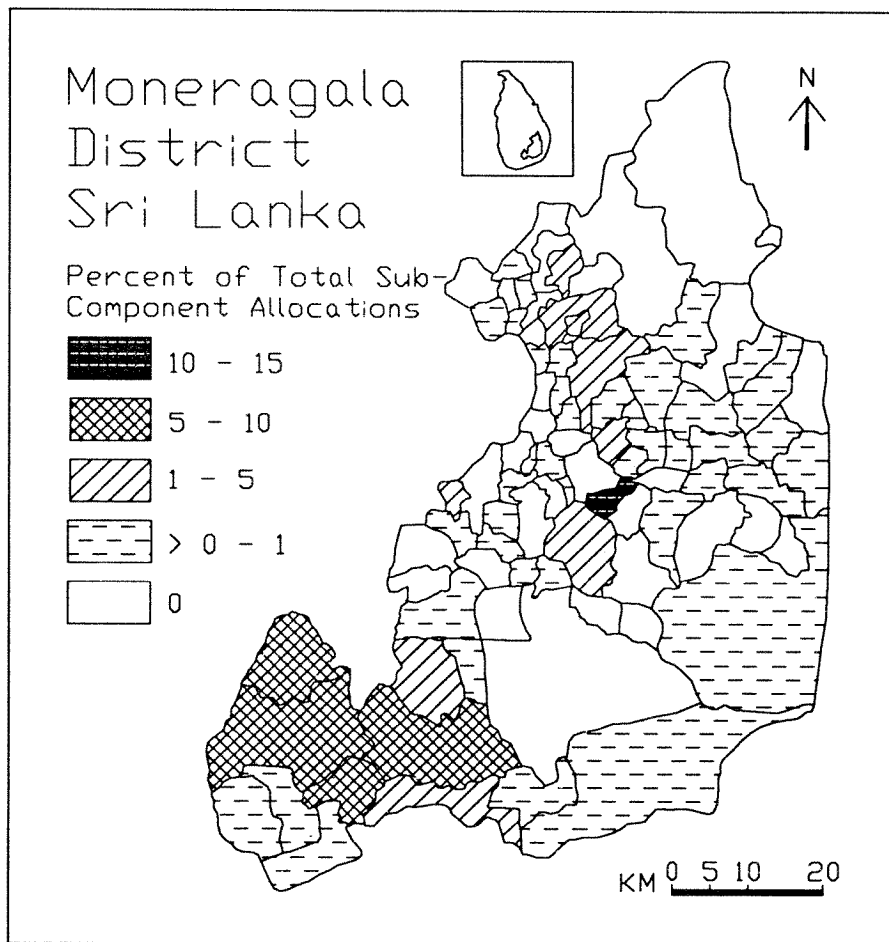 Moneragala
District
Sri Lanka
N
Percent of Total Sub-
Component Allocations
10 - 15
5 - 10
1 - 5
> 0 - 1
0
KM 0 5 10 20